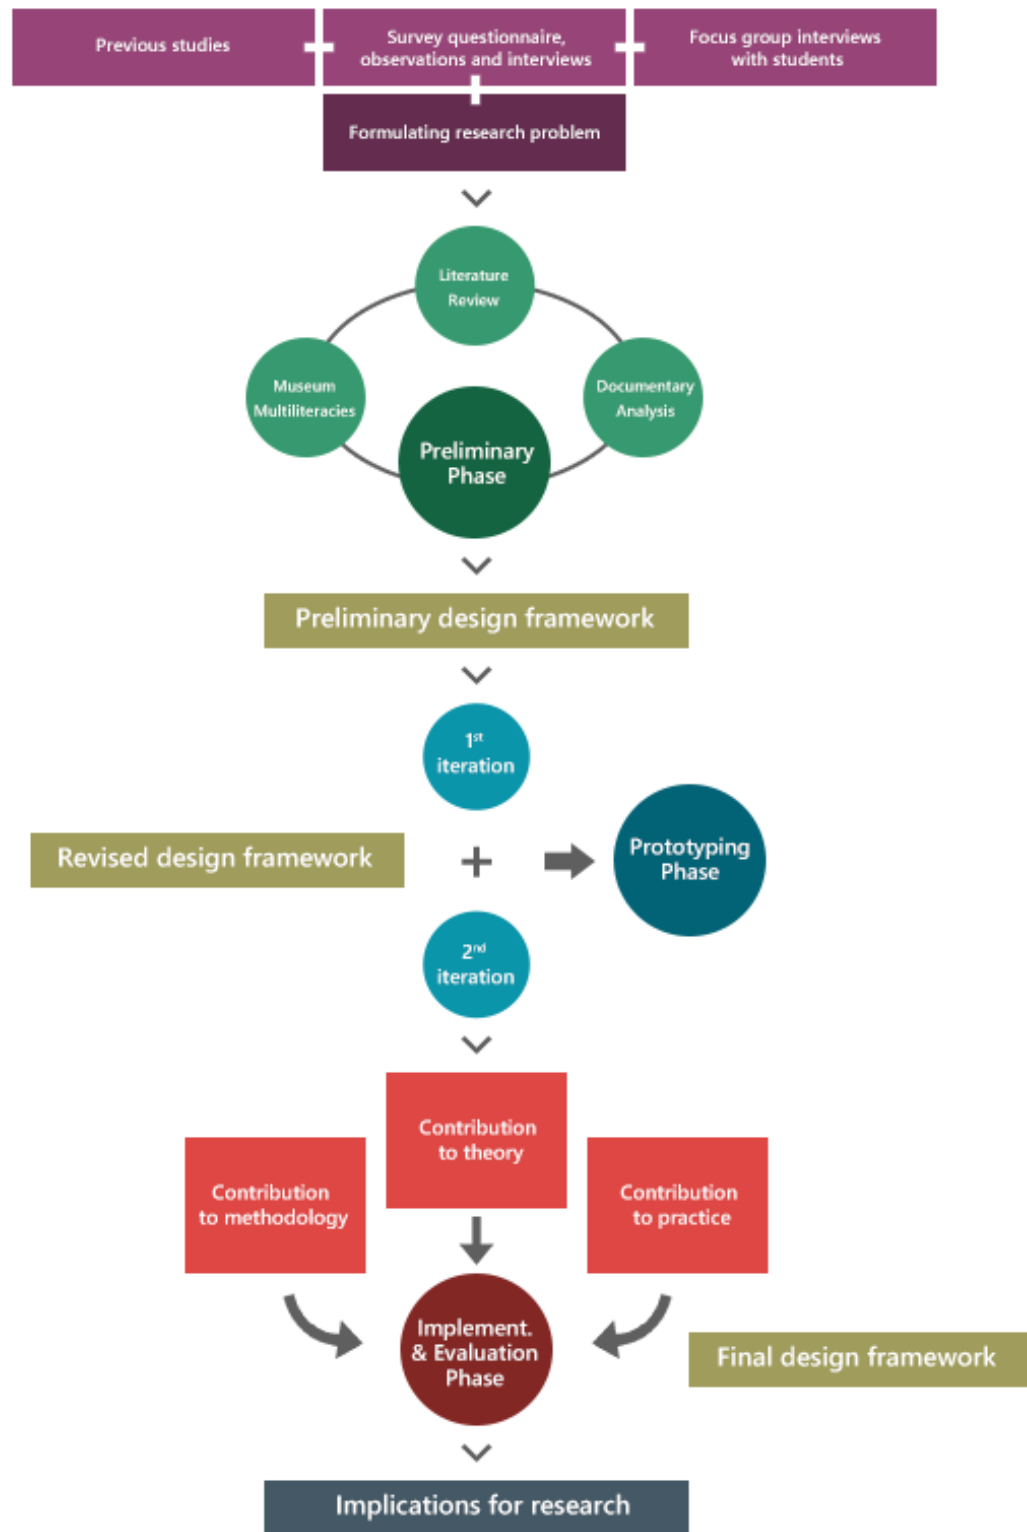 Previous studies
Survey questionnaire,
observations and interviews
Focus group interviews
with students
Formulating research problem
Literature
Review
Museum
Multiliteracies
Documentary
Analysis
Preliminary
Phase
Preliminary design framework
1st
iteration
Revised design framework
+
Prototyping
Phase
2nd
iteration
Contribution
to theory
Contribution
to methodology
Contribution
to practice
Implement.
& Evaluation
Phase
Final design framework
Implications for research